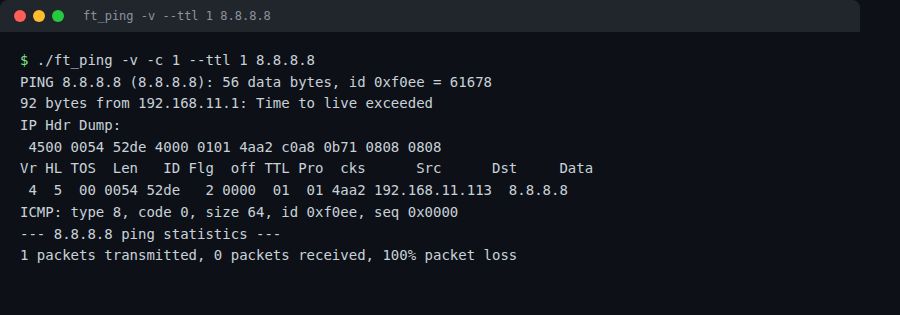 ft_ping -v --ttl 1 8.8.8.8
$ ./ft_ping -v -c 1 --ttl 1 8.8.8.8
PING 8.8.8.8 (8.8.8.8): 56 data bytes, id 0xf0ee = 61678
92 bytes from 192.168.11.1: Time to live exceeded
IP Hdr Dump:
 4500 0054 52de 4000 0101 4aa2 c0a8 0b71 0808 0808
Vr HL TOS  Len   ID Flg  off TTL Pro  cks      Src      Dst     Data
 4  5  00 0054 52de   2 0000  01  01 4aa2 192.168.11.113  8.8.8.8
ICMP: type 8, code 0, size 64, id 0xf0ee, seq 0x0000
--- 8.8.8.8 ping statistics ---
1 packets transmitted, 0 packets received, 100% packet loss